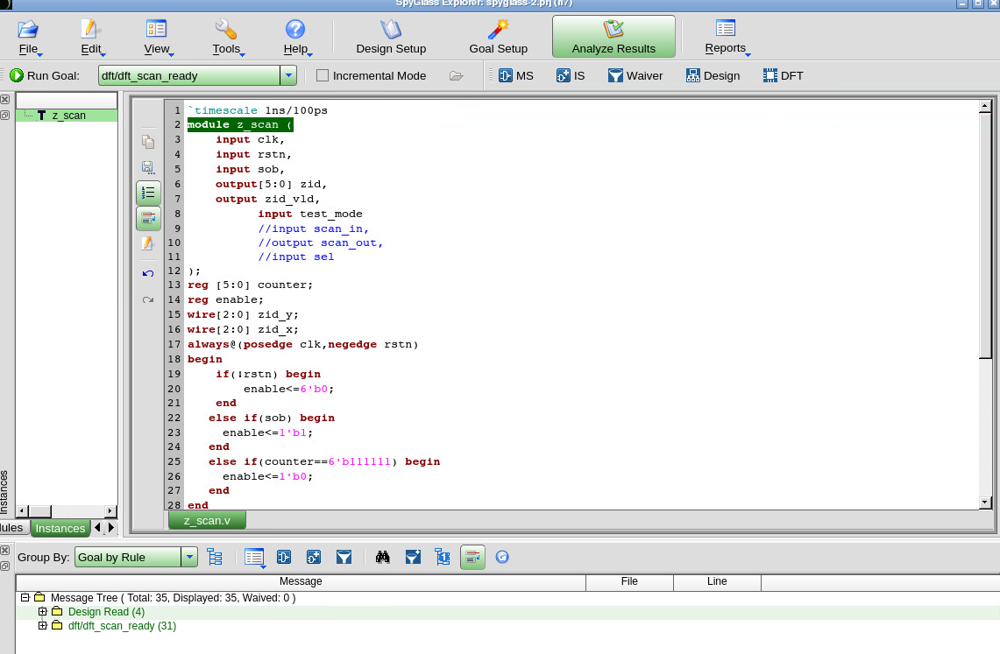 SpyGlass Explorer: spyglass-2.prj (n7)
File Edit View Tools Help Design Setup Goal Setup Analyze Results Reports
Run Goal: dft/dft_scan_ready Incremental Mode MS IS Waiver Design DFT
z_scan
1 `timescale 1ns/100ps
2 module z_scan (
3 input clk,
4 input rstn,
5 input sob,
6 output[5:0] zid,
7 output zid_vld,
8 input test_mode
9 //input scan_in,
10 //output scan_out,
11 //input sel
12 );
13 reg [5:0] counter;
14 reg enable;
15 wire[2:0] zid_y;
16 wire[2:0] zid_x;
17 always@(posedge clk,negedge rstn)
18 begin
19 if(!rstn) begin
20 enable<=6'b0;
21 end
22 else if(sob) begin
23 enable<=1'b1;
24 end
25 else if(counter==6'b111111) begin
26 enable<=1'b0;
27 end
28 end
Instances
ules Instances
z_scan.v
Group By: Goal by Rule
Message File Line
Message Tree ( Total: 35, Displayed: 35, Waived: 0 )
Design Read (4)
dft/dft_scan_ready (31)